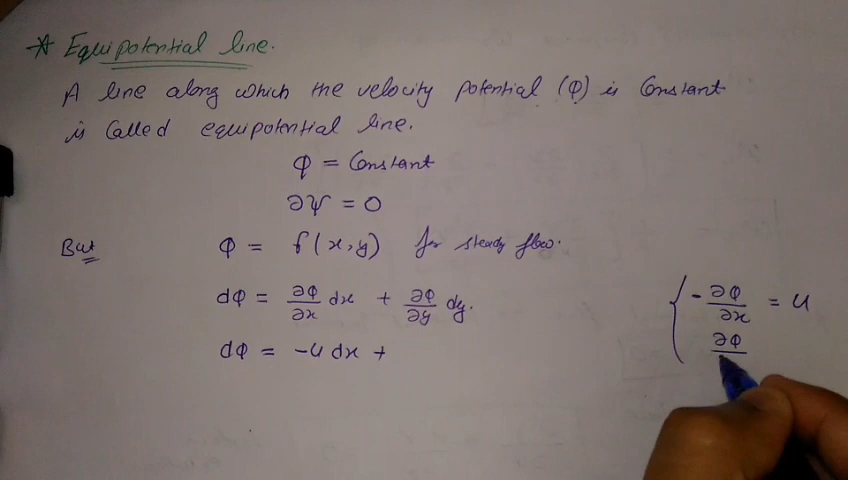 * Equipotential line.
A line along which the velocity potential (φ) is Constant
is Called equipotential line.
φ = Constant
∂ψ = 0
But φ = f(x,y) for steady flow.
dφ = ∂φ/∂x dx + ∂φ/∂y dy.
{ -∂φ/∂x = u
dφ = -u dx +
∂φ